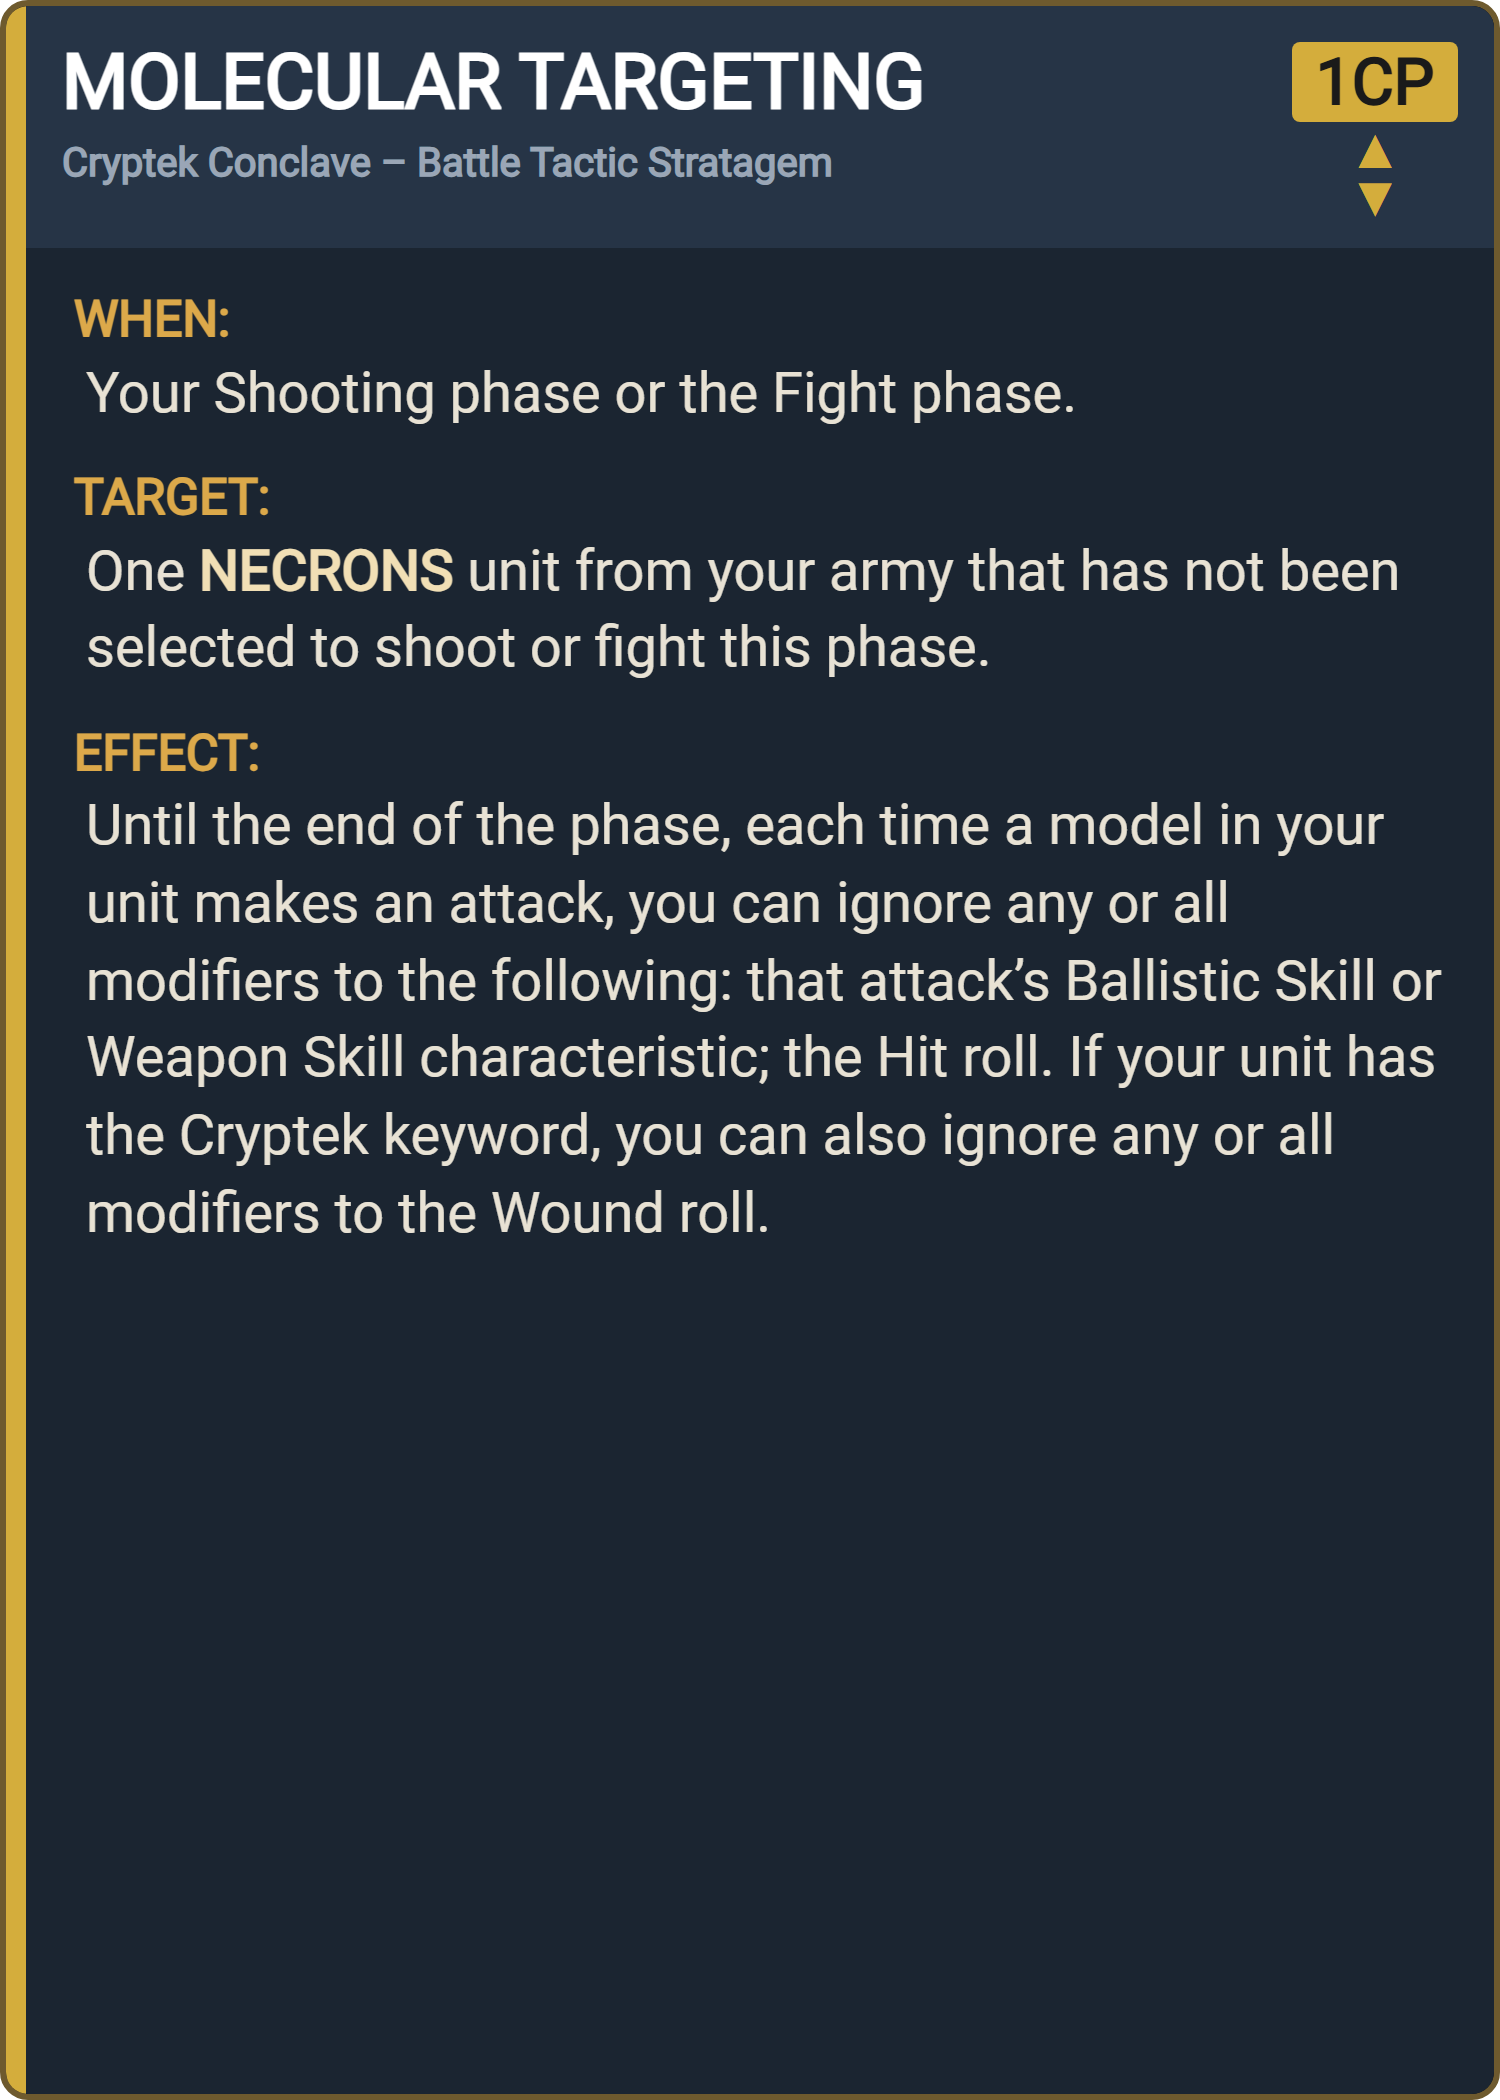 MOLECULAR TARGETING
1CP
Cryptek Conclave – Battle Tactic Stratagem
WHEN:
Your Shooting phase or the Fight phase.
TARGET:
One NECRONS unit from your army that has not been
selected to shoot or fight this phase.
EFFECT:
Until the end of the phase, each time a model in your
unit makes an attack, you can ignore any or all
modifiers to the following: that attack’s Ballistic Skill or
Weapon Skill characteristic; the Hit roll. If your unit has
the Cryptek keyword, you can also ignore any or all
modifiers to the Wound roll.